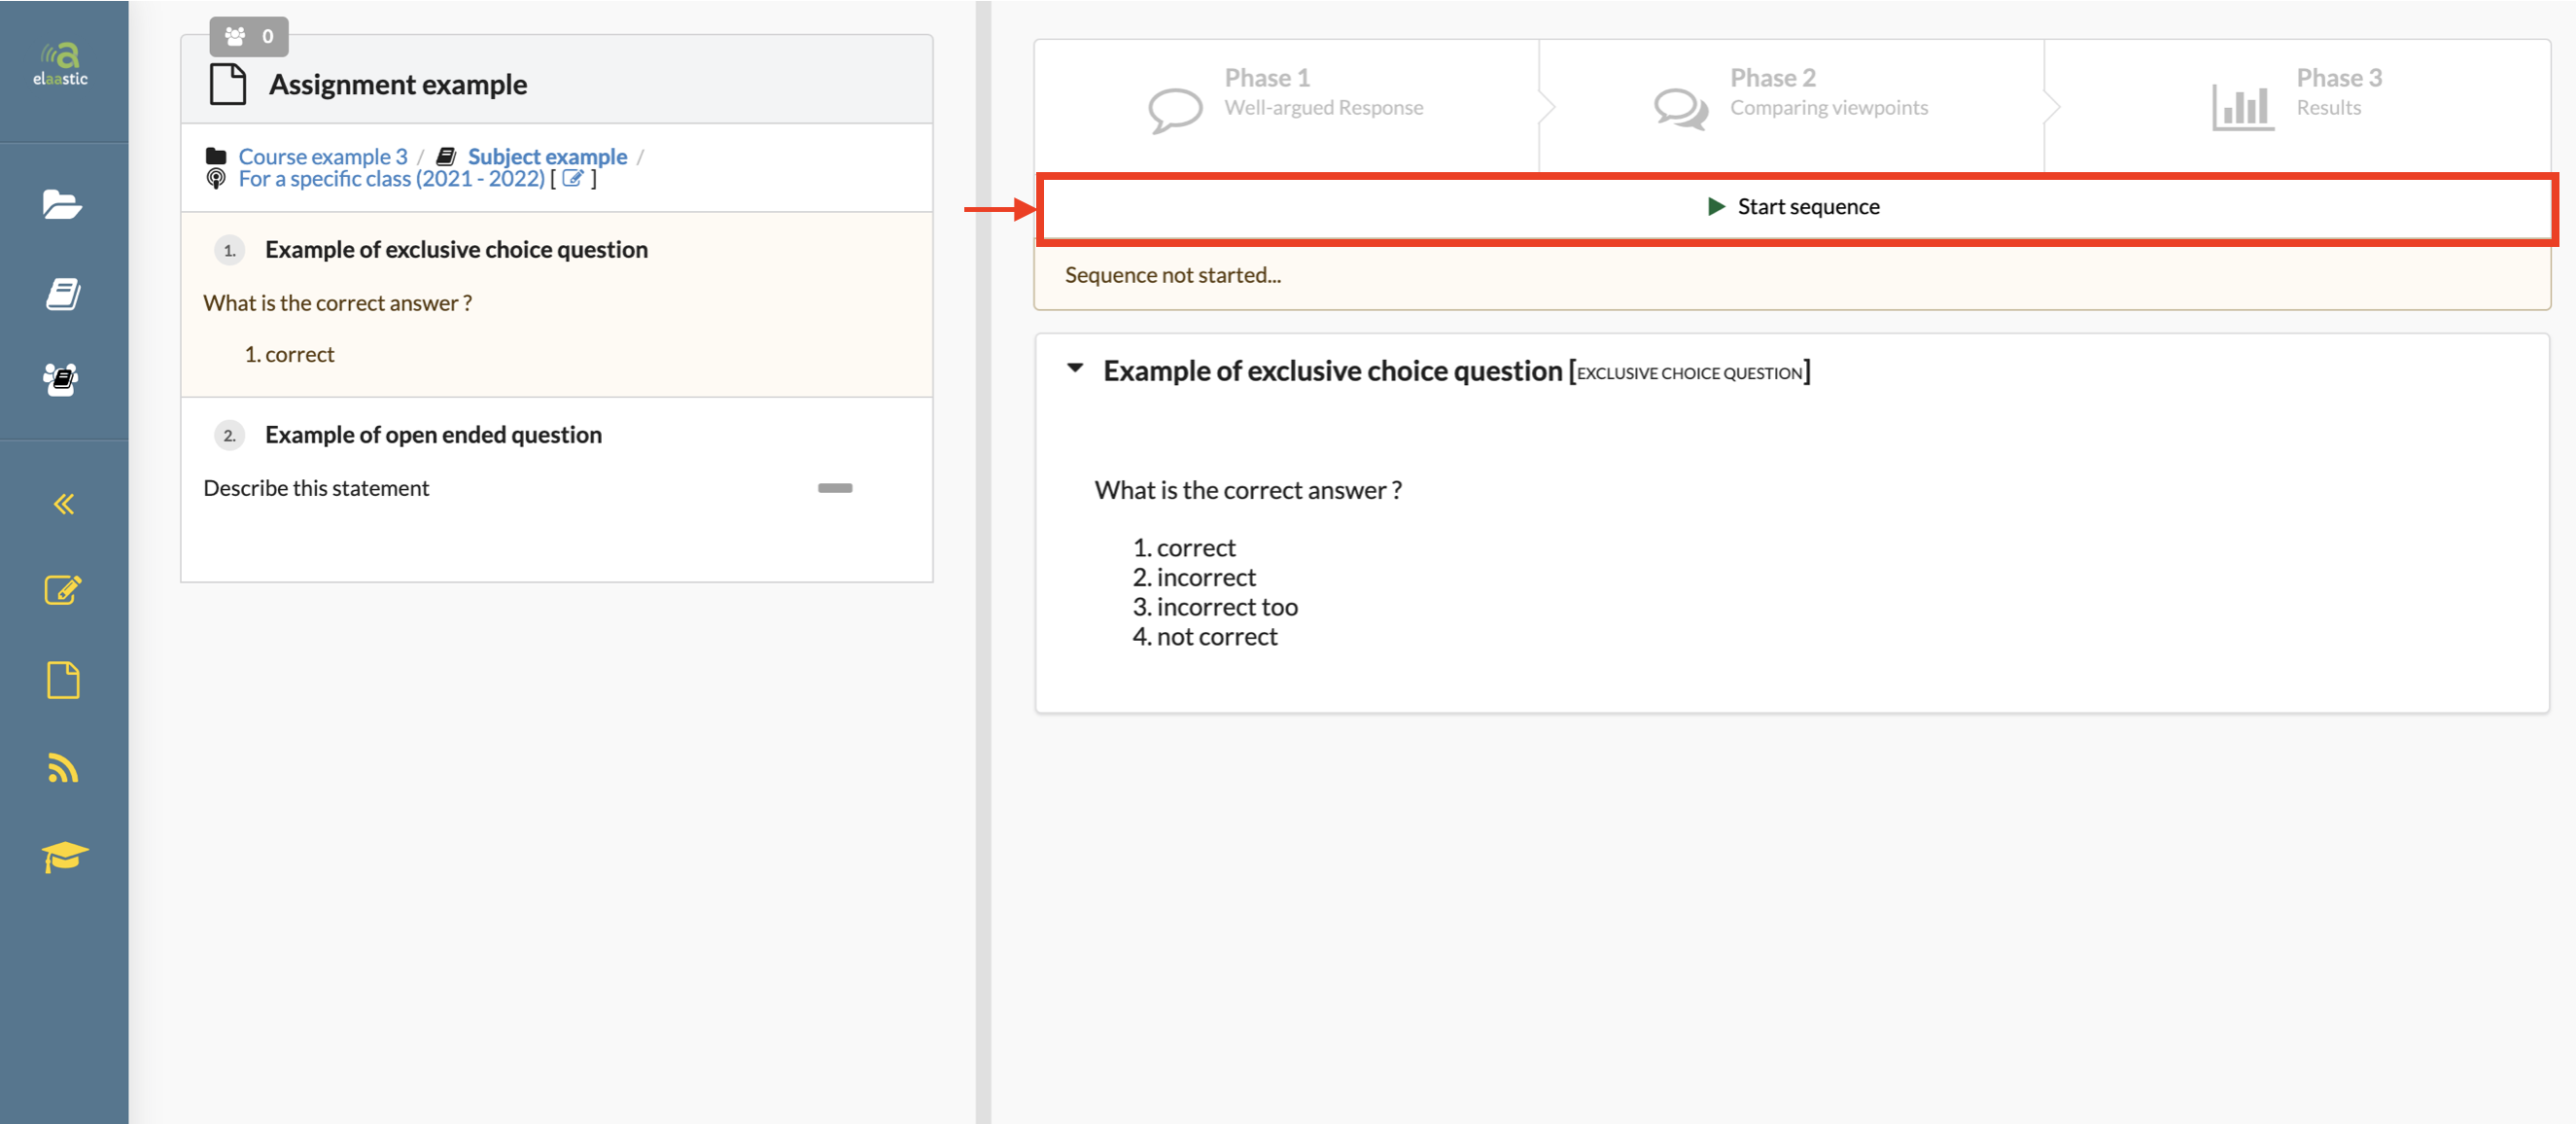 elaastic
0
Assignment example
Course example 3 / Subject example /
For a specific class (2021 - 2022) [ ]
1. Example of exclusive choice question
What is the correct answer ?
1. correct
2. Example of open ended question
Describe this statement
Phase 1
Well-argued Response
Phase 2
Comparing viewpoints
Phase 3
Results
Start sequence
Sequence not started...
Example of exclusive choice question [EXCLUSIVE CHOICE QUESTION]
What is the correct answer ?
1. correct
2. incorrect
3. incorrect too
4. not correct